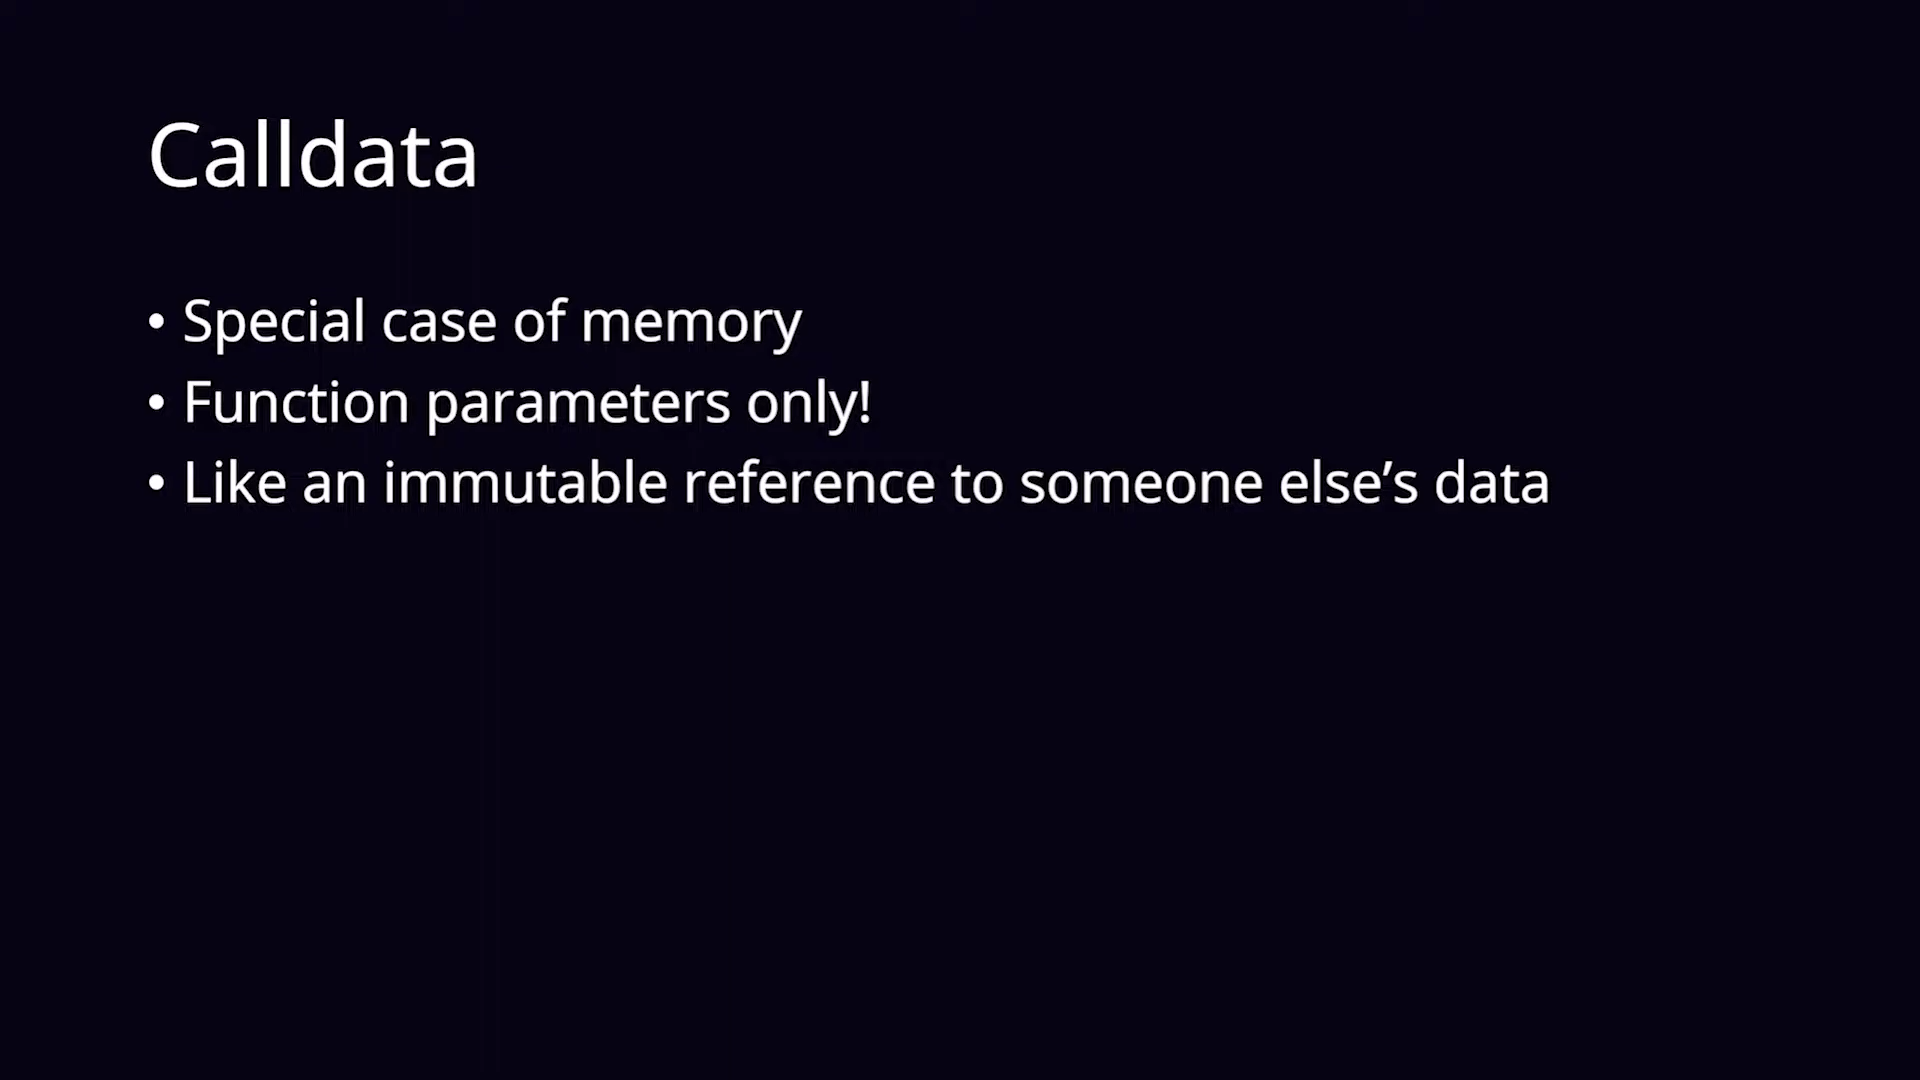 Calldata
• Special case of memory
• Function parameters only!
• Like an immutable reference to someone else’s data